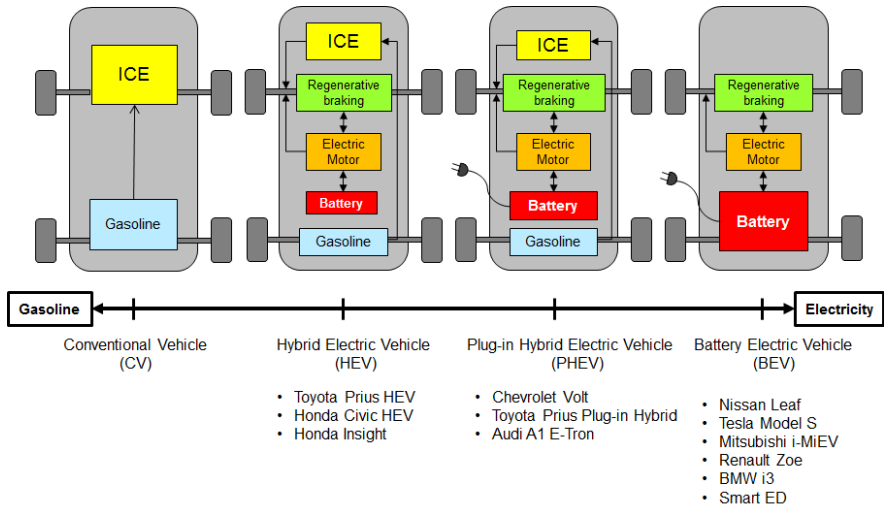 ICE
Gasoline
ICE
Regenerative
braking
Electric
Motor
Battery
Gasoline
ICE
Regenerative
braking
Electric
Motor
Battery
Gasoline
Regenerative
braking
Electric
Motor
Battery
Gasoline
Electricity
Conventional Vehicle
(CV)
Hybrid Electric Vehicle
(HEV)
• Toyota Prius HEV
• Honda Civic HEV
• Honda Insight
Plug-in Hybrid Electric Vehicle
(PHEV)
• Chevrolet Volt
• Toyota Prius Plug-in Hybrid
• Audi A1 E-Tron
Battery Electric Vehicle
(BEV)
• Nissan Leaf
• Tesla Model S
• Mitsubishi i-MiEV
• Renault Zoe
• BMW i3
• Smart ED